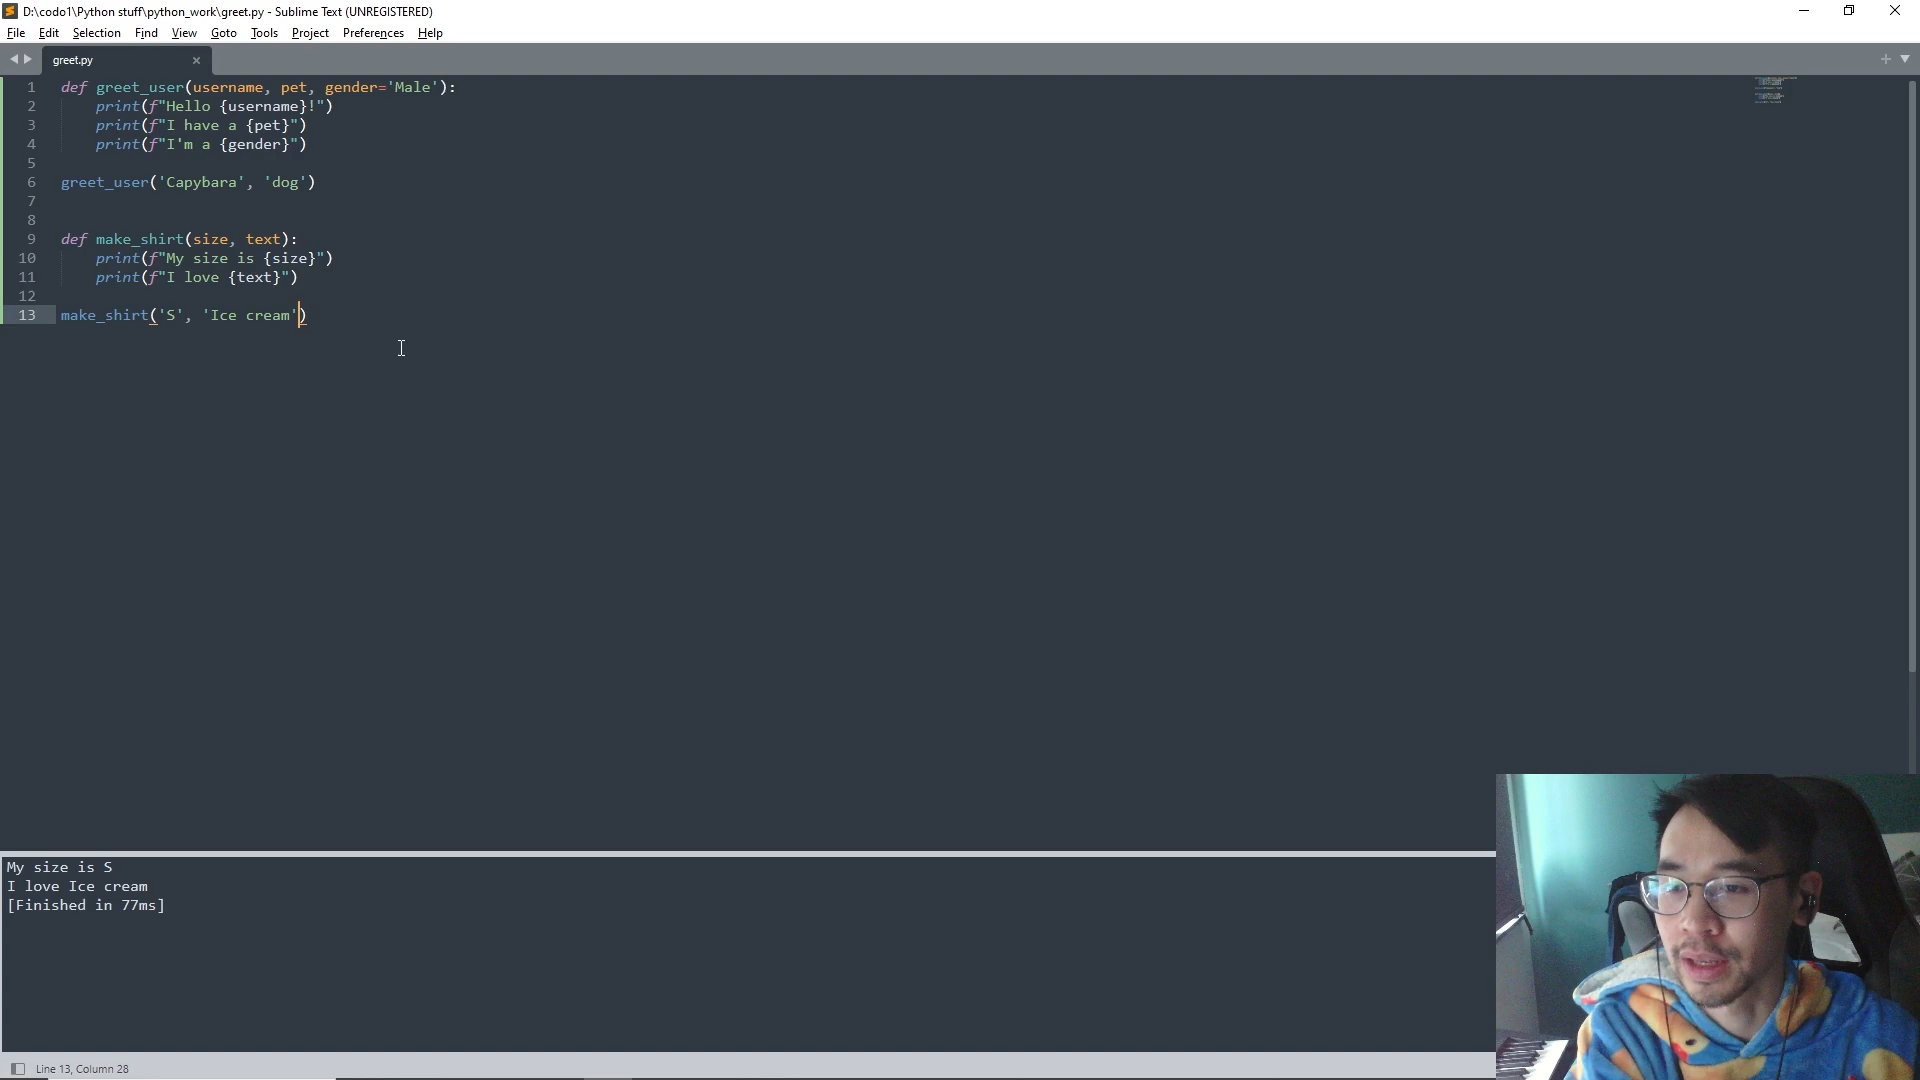 D:\codo1\Python stuff\python_work\greet.py - Sublime Text (UNREGISTERED)
File Edit Selection Find View Goto Tools Project Preferences Help
greet.py
1 def greet_user(username, pet, gender='Male'):
2 print(f"Hello {username}!")
3 print(f"I have a {pet}")
4 print(f"I'm a {gender}")
5
6 greet_user('Capybara', 'dog')
7
8
9 def make_shirt(size, text):
10 print(f"My size is {size}")
11 print(f"I love {text}")
12
13 make_shirt('S', 'Ice cream')
My size is S
I love Ice cream
[Finished in 77ms]
Line 13, Column 28